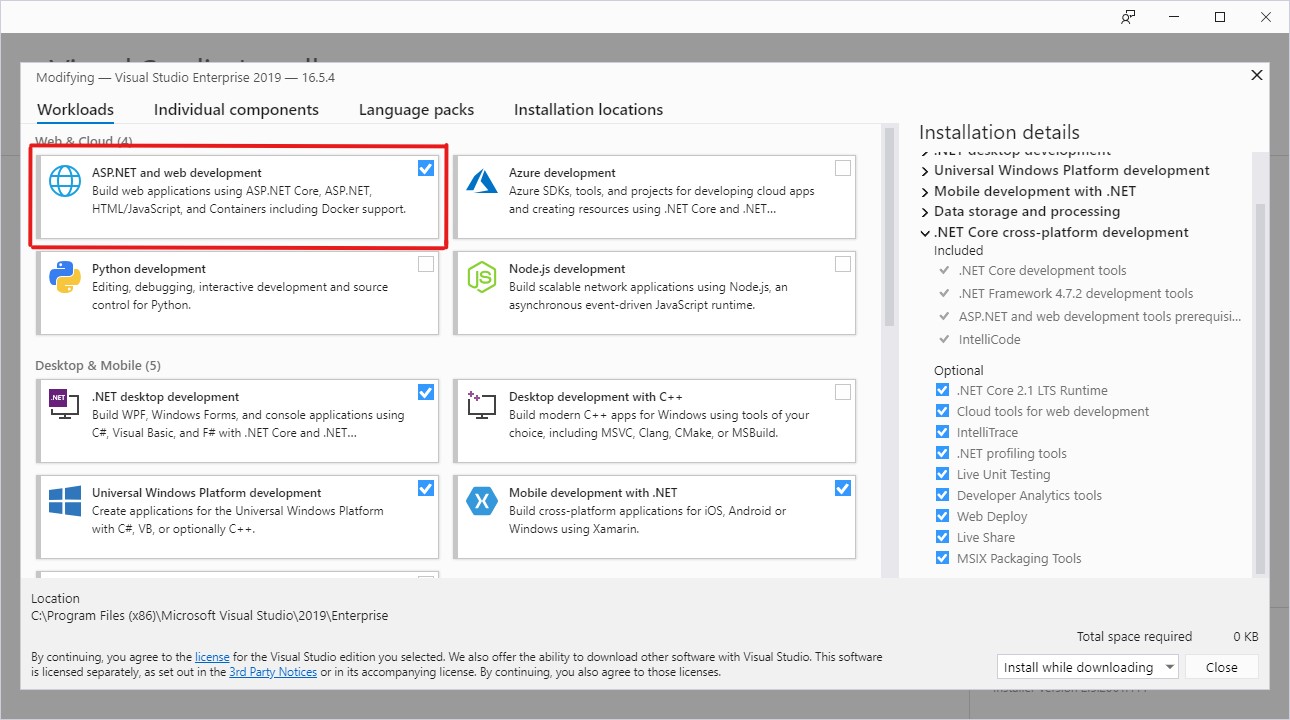 Modifying — Visual Studio Enterprise 2019 — 16.5.4
Workloads
Individual components
Language packs
Installation locations
Web & Cloud (4)
ASP.NET and web development
Build web applications using ASP.NET Core, ASP.NET,
HTML/JavaScript, and Containers including Docker support.
Azure development
Azure SDKs, tools, and projects for developing cloud apps
and creating resources using .NET Core and .NET...
Python development
Editing, debugging, interactive development and source
control for Python.
Node.js development
Build scalable network applications using Node.js, an
asynchronous event-driven JavaScript runtime.
Desktop & Mobile (5)
.NET
.NET desktop development
Build WPF, Windows Forms, and console applications using
C#, Visual Basic, and F# with .NET Core and .NET...
Desktop development with C++
Build modern C++ apps for Windows using tools of your
choice, including MSVC, Clang, CMake, or MSBuild.
Universal Windows Platform development
Create applications for the Universal Windows Platform
with C#, VB, or optionally C++.
Mobile development with .NET
Build cross-platform applications for iOS, Android or
Windows using Xamarin.
Installation details
.NET desktop development
Universal Windows Platform development
Mobile development with .NET
Data storage and processing
.NET Core cross-platform development
Included
.NET Core development tools
.NET Framework 4.7.2 development tools
ASP.NET and web development tools prerequisi...
IntelliCode
Optional
.NET Core 2.1 LTS Runtime
Cloud tools for web development
IntelliTrace
.NET profiling tools
Live Unit Testing
Developer Analytics tools
Web Deploy
Live Share
MSIX Packaging Tools
Location
C:\Program Files (x86)\Microsoft Visual Studio\2019\Enterprise
Total space required 0 KB
By continuing, you agree to the license for the Visual Studio edition you selected. We also offer the ability to download other software with Visual Studio. This software
is licensed separately, as set out in the 3rd Party Notices or in its accompanying license. By continuing, you also agree to those licenses.
Install while downloading
Close